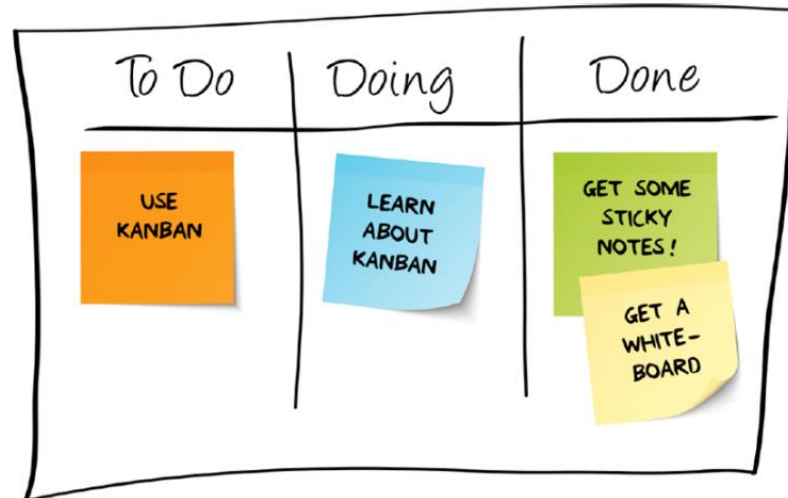 To Do
Doing
Done
USE
KANBAN
LEARN
ABOUT
KANBAN
GET SOME
STICKY
NOTES!
GET A
WHITE-
BOARD